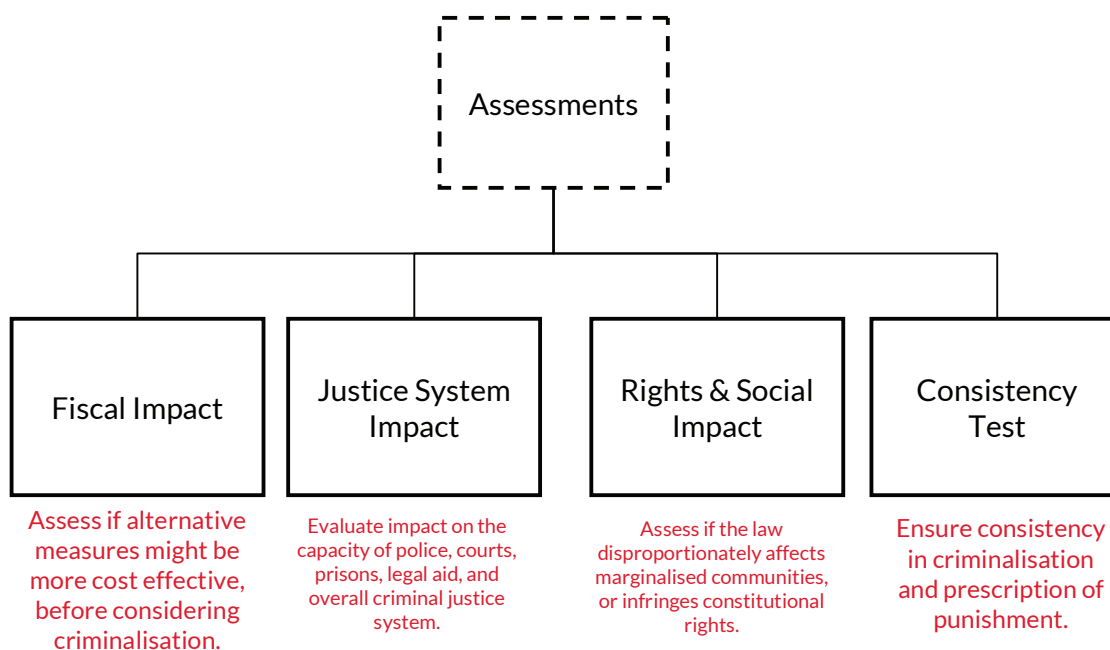 Assessments
Fiscal Impact
Justice System
Impact
Rights & Social
Impact
Consistency
Test
Assess if alternative
measures might be
more cost effective,
before considering
criminalisation.
Evaluate impact on the
capacity of police, courts,
prisons, legal aid, and
overall criminal justice
system.
Assess if the law
disproportionately affects
marginalised communities,
or infringes constitutional
rights.
Ensure consistency
in criminalisation
and prescription of
punishment.